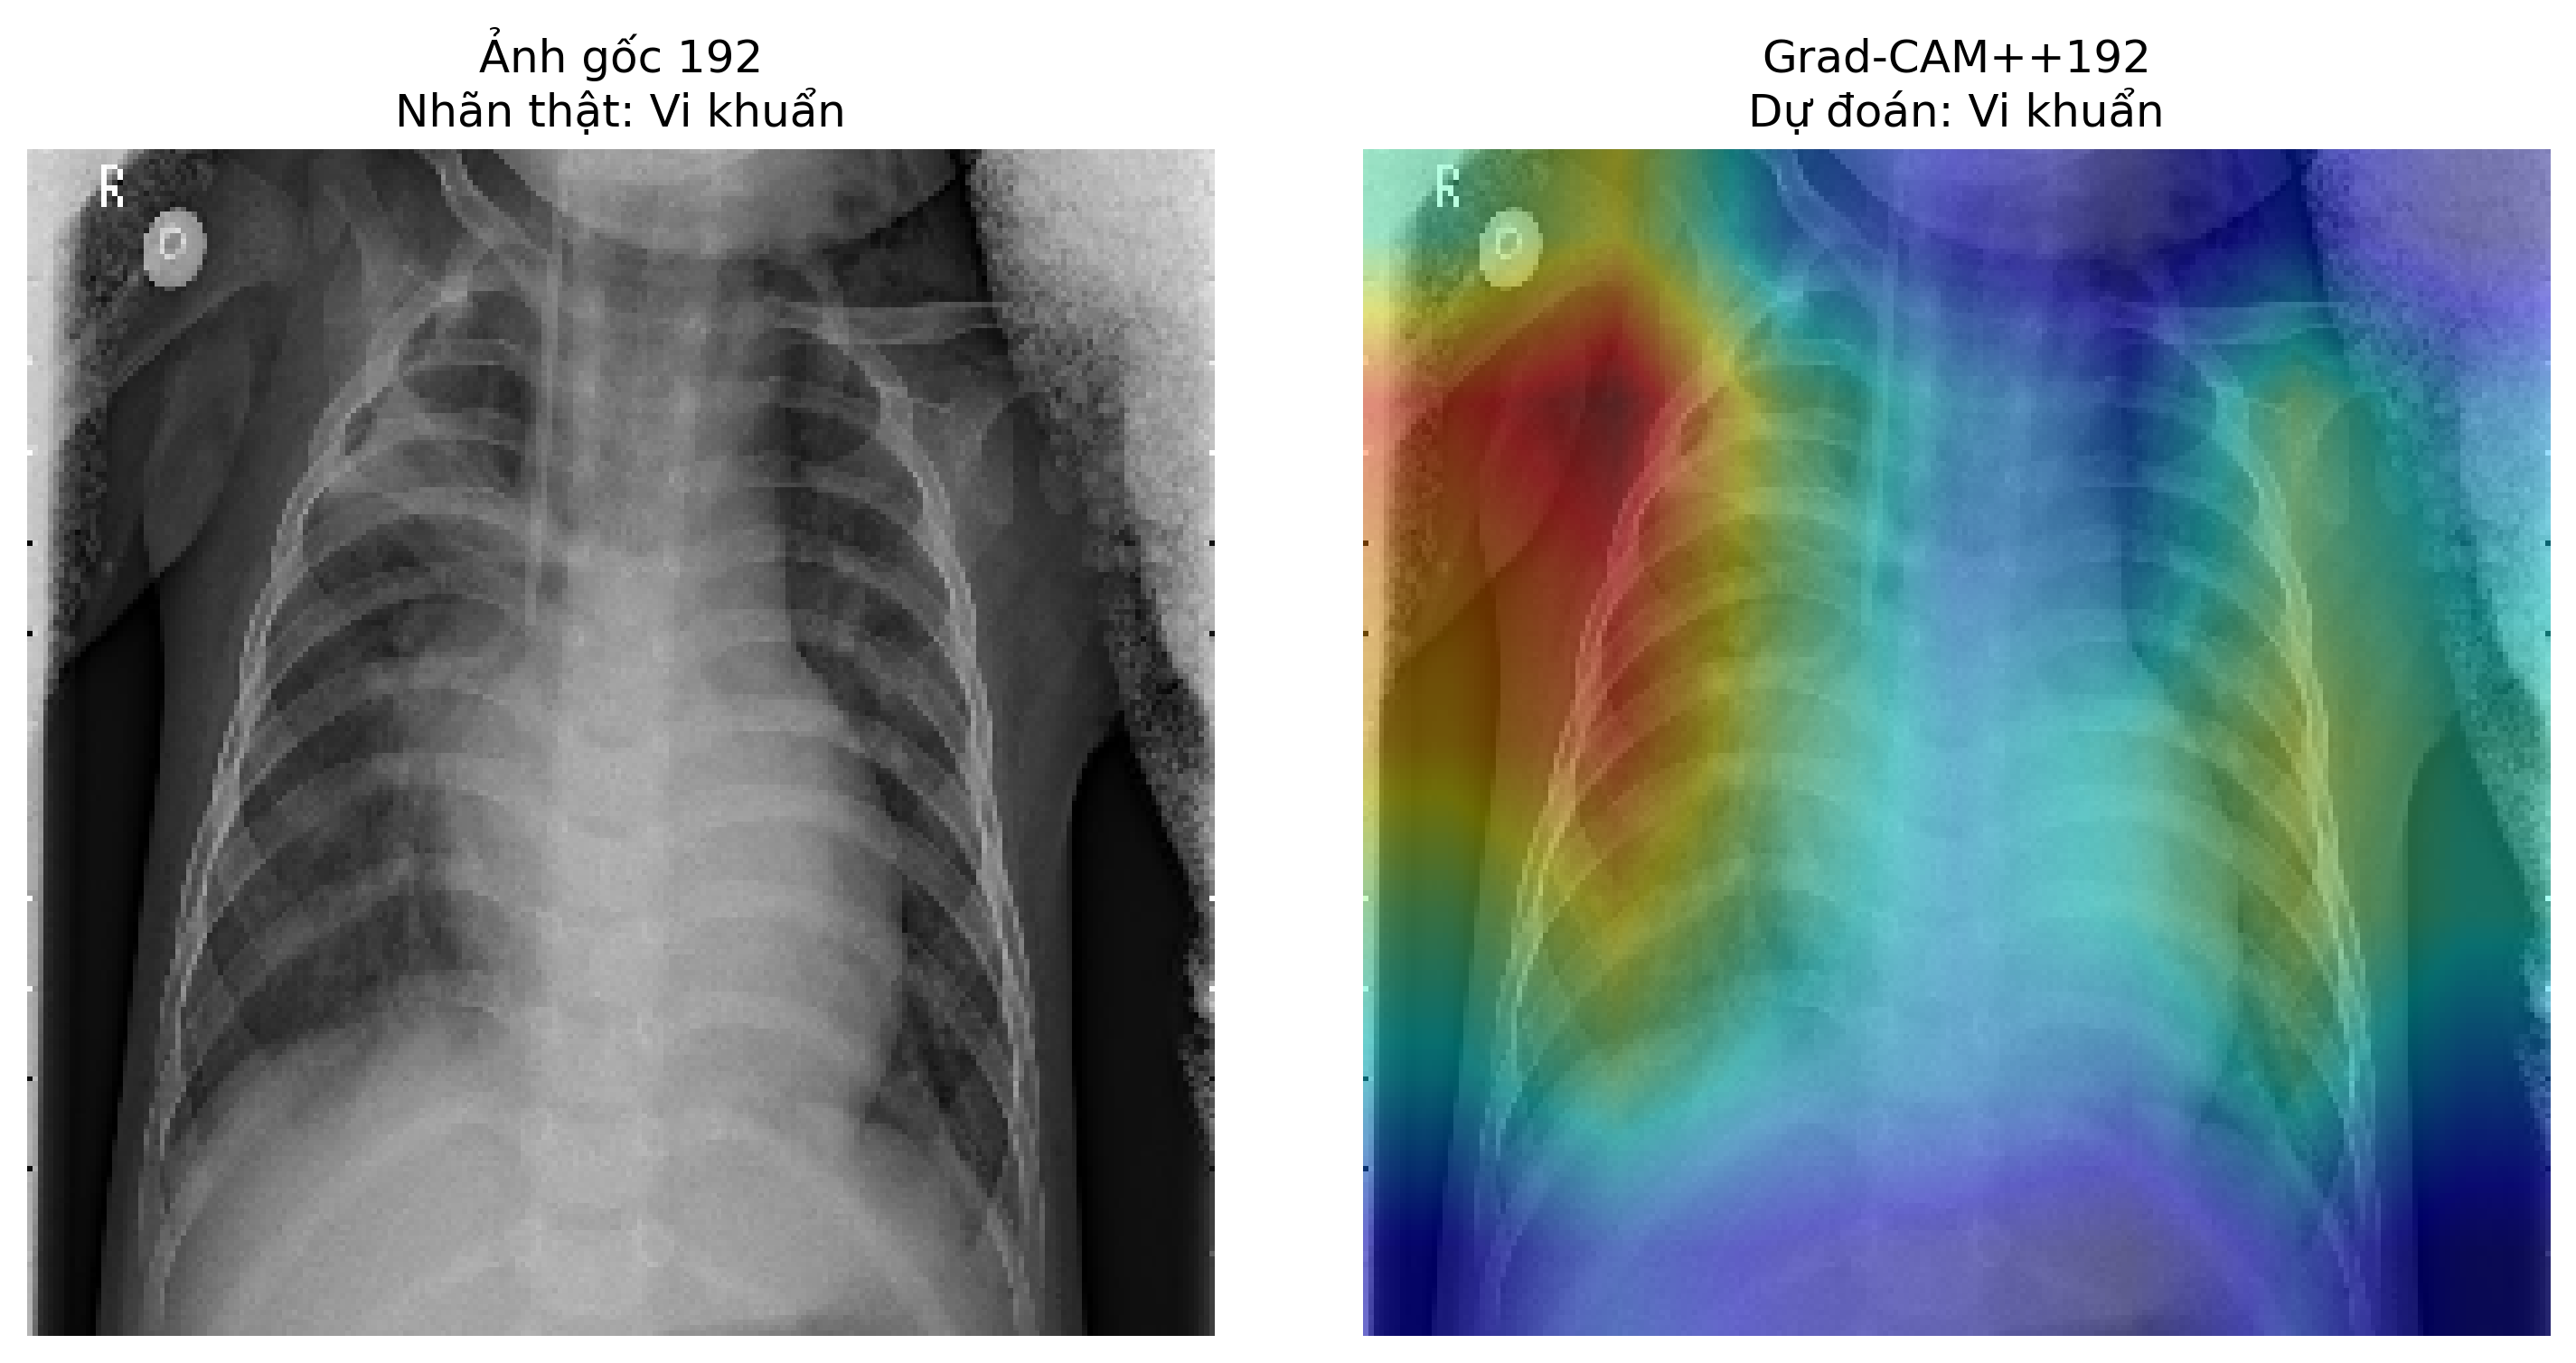 Ảnh gốc 192
Nhãn thật: Vi khuẩn
R
O
Grad-CAM++192
Dự đoán: Vi khuẩn
R
O